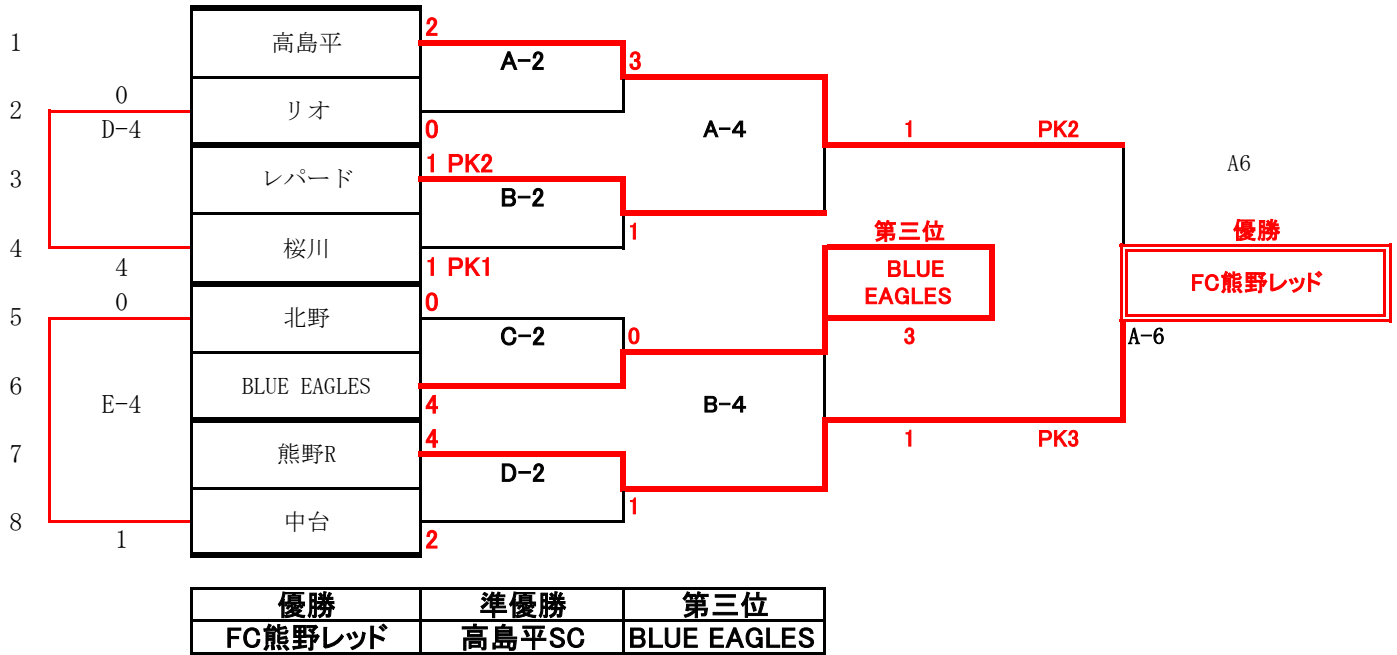 1
高島平
2
A-2
3
2
リオ
0
0
D-4
A-4
1
PK2
A6
3
レパード
1 PK2
B-2
1
4
桜川
1 PK1
4
第三位
BLUE
EAGLES
3
優勝
FC熊野レッド
A-6
5
北野
0
0
C-2
0
6
BLUE EAGLES
4
E-4
B-4
1
PK3
7
熊野R
4
D-2
1
8
中台
2
1
優勝
準優勝
第三位
FC熊野レッド
高島平SC
BLUE EAGLES